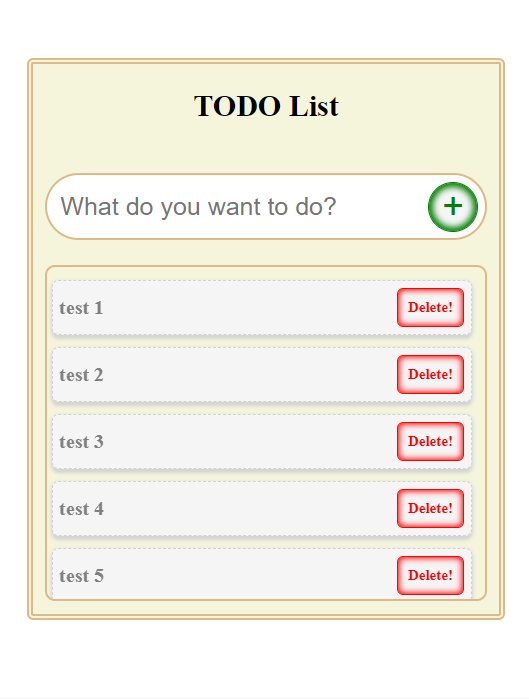 TODO List
What do you want to do? +
test 1 Delete!
test 2 Delete!
test 3 Delete!
test 4 Delete!
test 5 Delete!